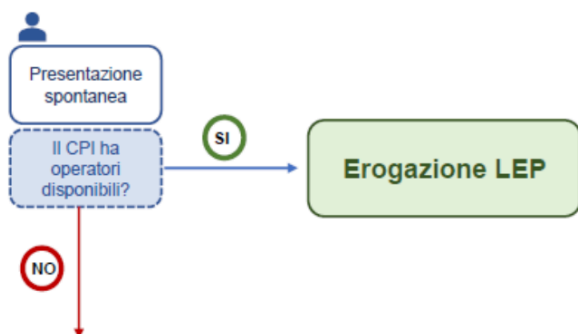 Presentazione
spontanea
Il CPI ha
operatori
disponibili?
SI
Erogazione LEP
NO